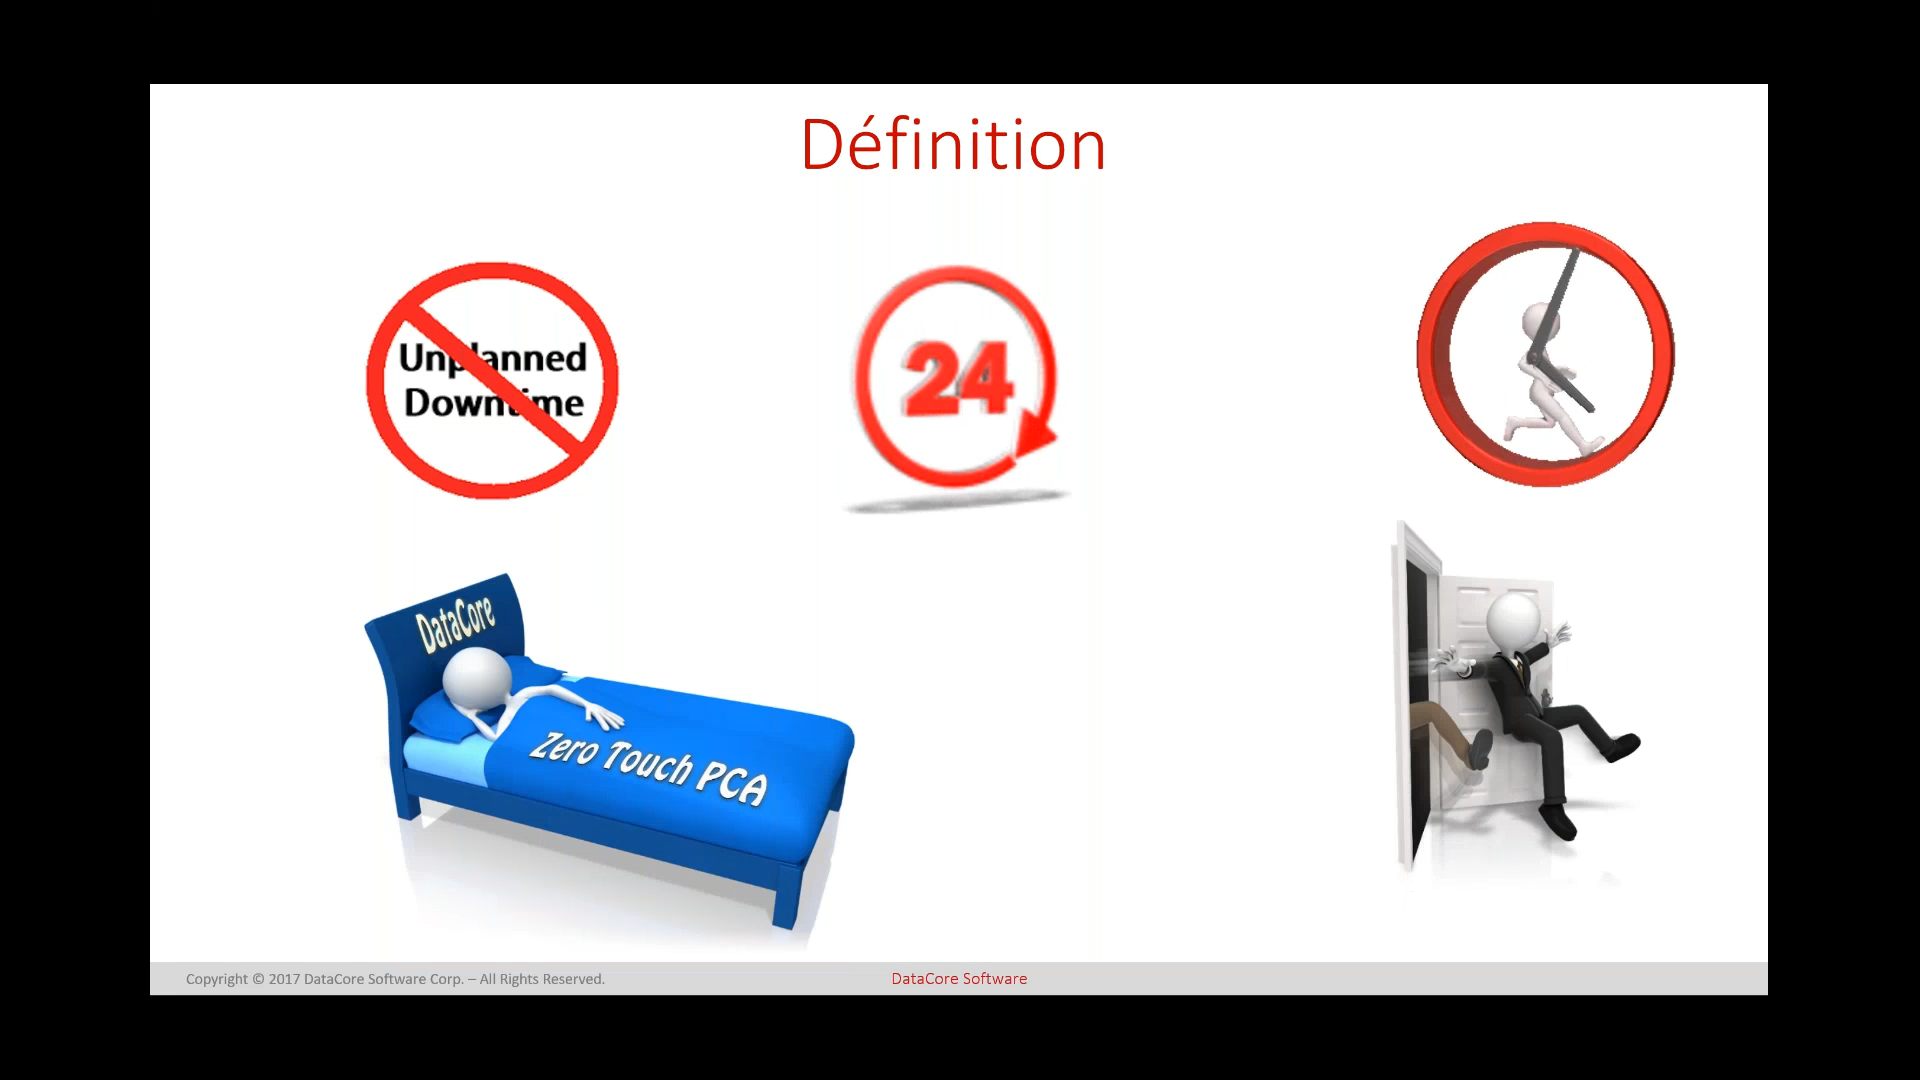 Définition
Unplanned
Downtime
24
DataCore
Zero Touch PCA
Copyright © 2017 DataCore Software Corp. – All Rights Reserved.
DataCore Software